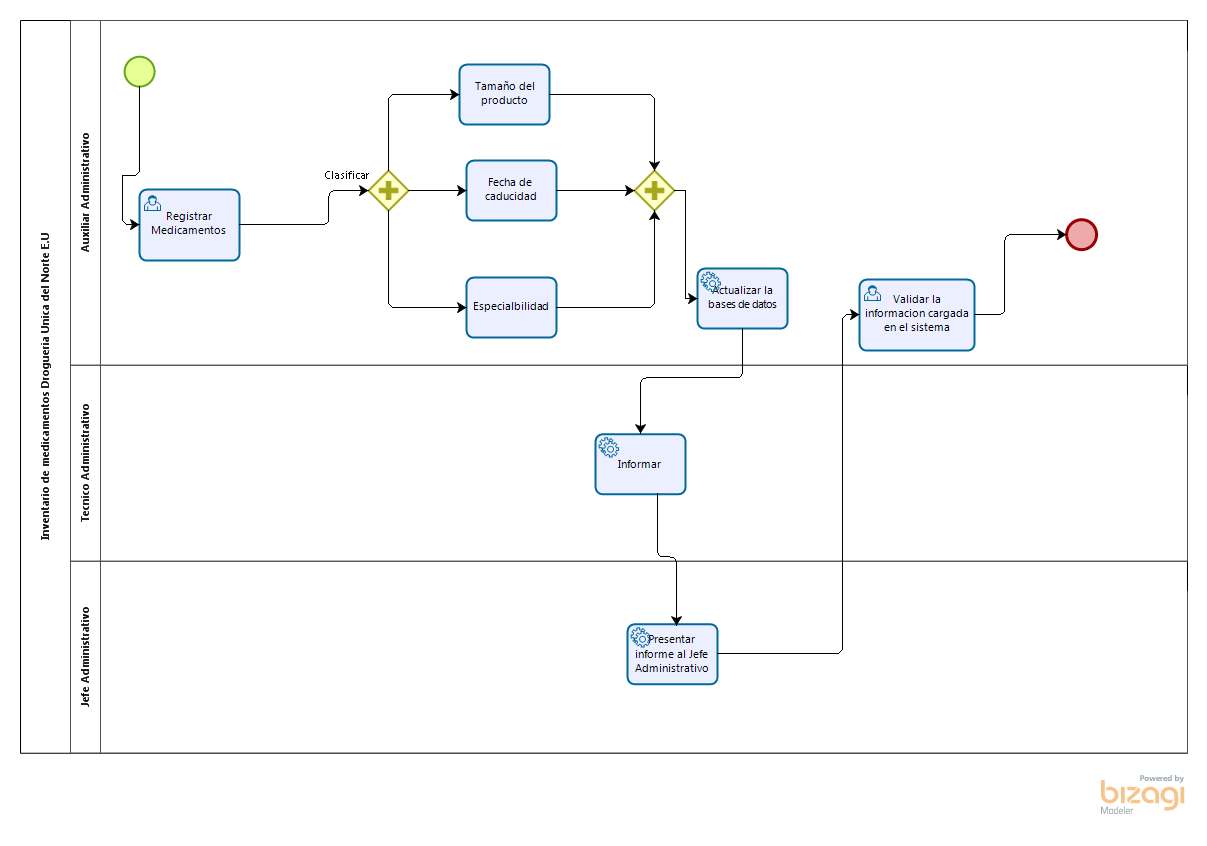 Inventario de medicamentos Drogueria Unica del Norte E.U
Auxiliar Administrativo
Tamaño del
producto
Clasificar
Fecha de
caducidad
Registrar
Medicamentos
Especialbilidad
Actualizar la
bases de datos
Validar la
informacion cargada
en el sistema
Tecnico Administrativo
Informar
Jefe Administrativo
Presentar
informe al Jefe
Administrativo
Powered by
bizagi
Modeler